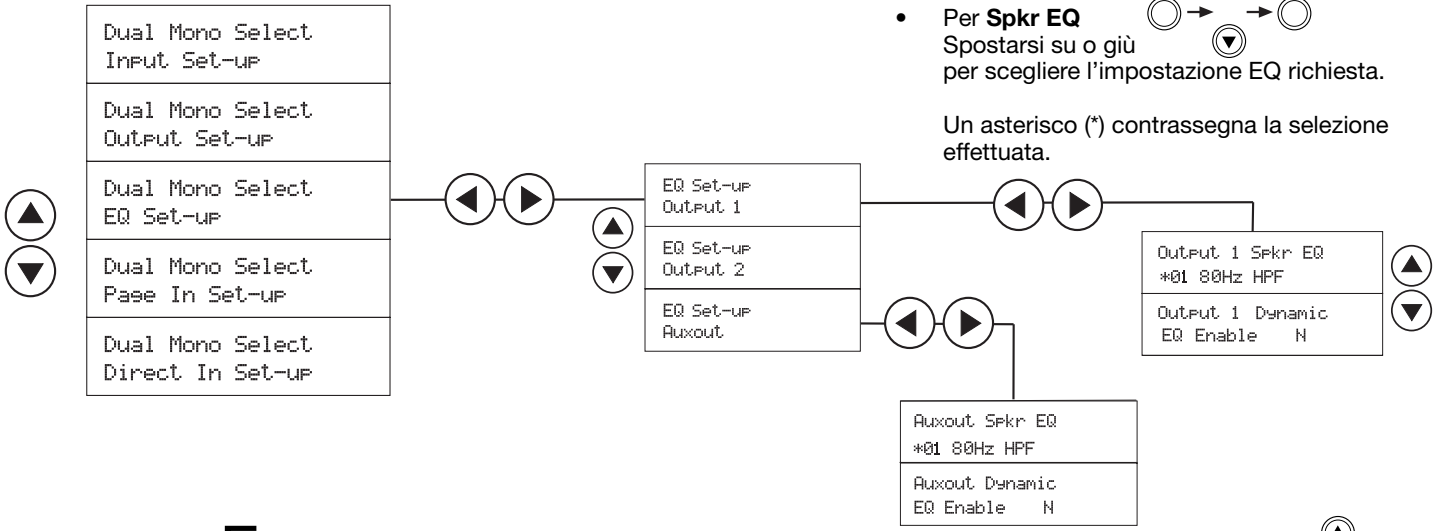 Dual Mono Select
Input Set-up
Dual Mono Select
Output Set-up
Dual Mono Select
EQ Set-up
Dual Mono Select
Page In Set-up
Dual Mono Select
Direct In Set-up
EQ Set-up
Output 1
EQ Set-up
Output 2
EQ Set-up
Auxout
• Per Spkr EQ
Spostarsi su o giù
per scegliere l’impostazione EQ richiesta.
Un asterisco (*) contrassegna la selezione
effettuata.
Output 1 Spkr EQ
*01 80Hz HPF
Output 1 Dynamic
EQ Enable N
Auxout Spkr EQ
*01 80Hz HPF
Auxout Dynamic
EQ Enable N